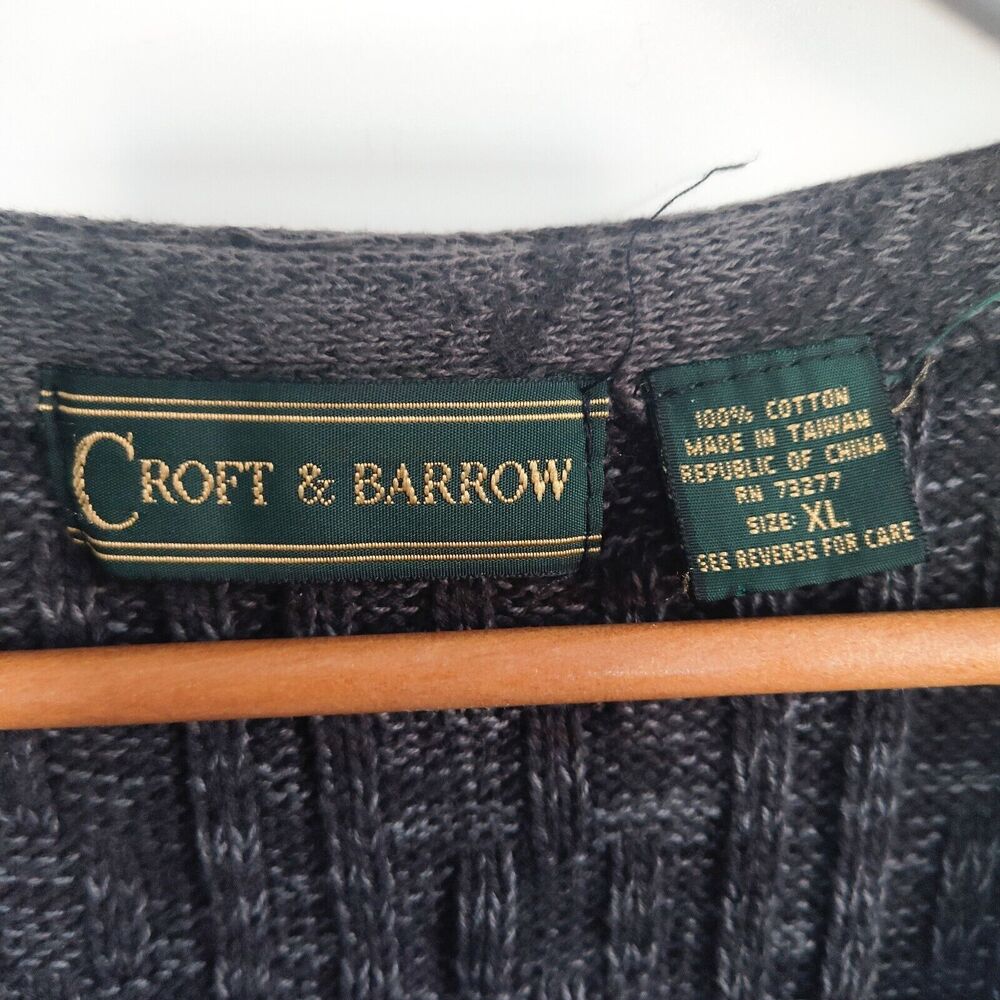 CROFT & BARROW
100% COTTON
MADE IN TAIWAN
REPUBLIC OF CHINA
RN 73277
SIZE: XL
SEE REVERSE FOR CARE